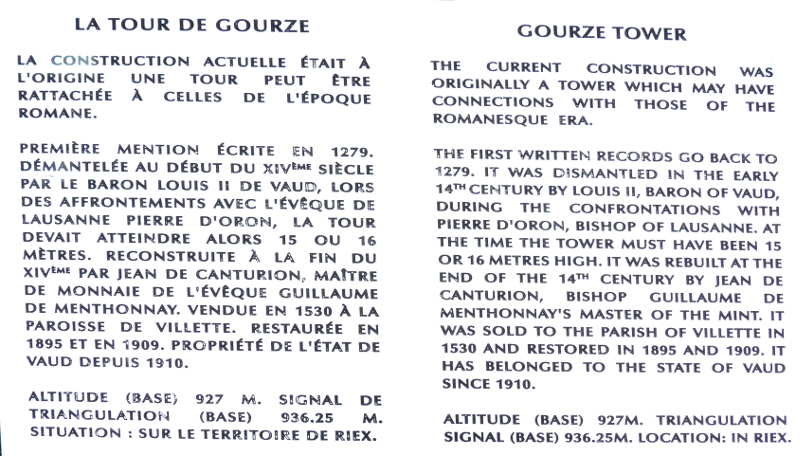 LA TOUR DE GOURZE
LA CONSTRUCTION ACTUELLE ÉTAIT À
L'ORIGINE UNE TOUR PEUT ÊTRE
RATTACHÉE À CELLES DE L'ÉPOQUE
ROMANE.
PREMIÈRE MENTION ÉCRITE EN 1279.
DÉMANTELÉE AU DÉBUT DU XIVÈME SIÈCLE
PAR LE BARON LOUIS II DE VAUD, LORS
DES AFFRONTEMENTS AVEC L'ÉVÊQUE DE
LAUSANNE PIERRE D'ORON, LA TOUR
DEVAIT ATTEINDRE ALORS 15 OU 16
MÈTRES. RECONSTRUITE À LA FIN DU
XIVÈME PAR JEAN DE CANTURION, MAÎTRE
DE MONNAIE DE L'ÉVÊQUE GUILLAUME
DE MENTHONNAY. VENDUE EN 1530 À LA
PAROISSE DE VILLETTE. RESTAURÉE EN
1895 ET EN 1909. PROPRIÉTÉ DE L'ÉTAT DE
VAUD DEPUIS 1910.
ALTITUDE (BASE) 927 M. SIGNAL DE
TRIANGULATION (BASE) 936.25 M.
SITUATION : SUR LE TERRITOIRE DE RIEX.
GOURZE TOWER
THE CURRENT CONSTRUCTION WAS
ORIGINALLY A TOWER WHICH MAY HAVE
CONNECTIONS WITH THOSE OF THE
ROMANESQUE ERA.
THE FIRST WRITTEN RECORDS GO BACK TO
1279. IT WAS DISMANTLED IN THE EARLY
14TH CENTURY BY LOUIS II, BARON OF VAUD,
DURING THE CONFRONTATIONS WITH
PIERRE D'ORON, BISHOP OF LAUSANNE. AT
THE TIME THE TOWER MUST HAVE BEEN 15
OR 16 METRES HIGH. IT WAS REBUILT AT THE
END OF THE 14TH CENTURY BY JEAN DE
CANTURION, BISHOP GUILLAUME DE
MENTHONNAY'S MASTER OF THE MINT. IT
WAS SOLD TO THE PARISH OF VILLETTE IN
1530 AND RESTORED IN 1895 AND 1909. IT
HAS BELONGED TO THE STATE OF VAUD
SINCE 1910.
ALTITUDE (BASE) 927M. TRIANGULATION
SIGNAL (BASE) 936.25M. LOCATION: IN RIEX.